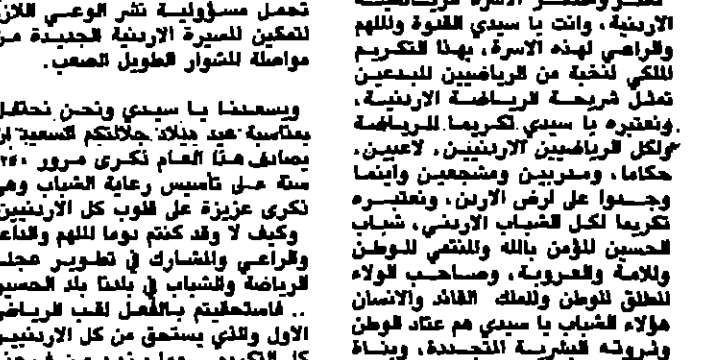 الاردنية، وانت يا سيدي القدوة والملهم
والراعي لهذه الاسرة، بهذا التكريم
الملكي لنخبة من الرياضيين المبدعين
تمثل شريحة الرياضة الاردنية،
ونعتبره يا سيدي تكريما للرياضة
ولكل الرياضيين الاردنيين، لاعبين،
حكاما، ومدربين ومشجعين واينما
وجدوا على ارض الاردن، ونعتبره
تكريما لكل الشباب الاردني، شباب
الحسين المؤمن بالله والمنتمي للوطن
وللامة والعروبة، وصاحب الولاء
المطلق للوطن وللملك القائد والانسان
هؤلاء الشباب يا سيدي هم عتاد الوطن
وثروته البشرية المتجددة، وبناة
تحمل مسؤولية نشر الوعي اللازم
لتمكين المسيرة الاردنية الجديدة من
مواصلة المشوار الطويل الصعب.
ويسعدنا يا سيدي ونحن نحتفل
بمناسبة عيد ميلاد جلالتكم السعيد ان
يصادف هذا العام ذكرى مرور
سنة على تأسيس رعاية الشباب وهي
ذكرى عزيزة على قلوب كل الاردنيين
وكيف لا وقد كنتم دوما الملهم والداعم
والراعي والمشارك في تطوير عجلة
الرياضة والشباب في بلدنا بلد الحسين
.. فاستحقيتم بالفعل لقب الرياضي
الاول والذي يستحق من كل الاردنيين